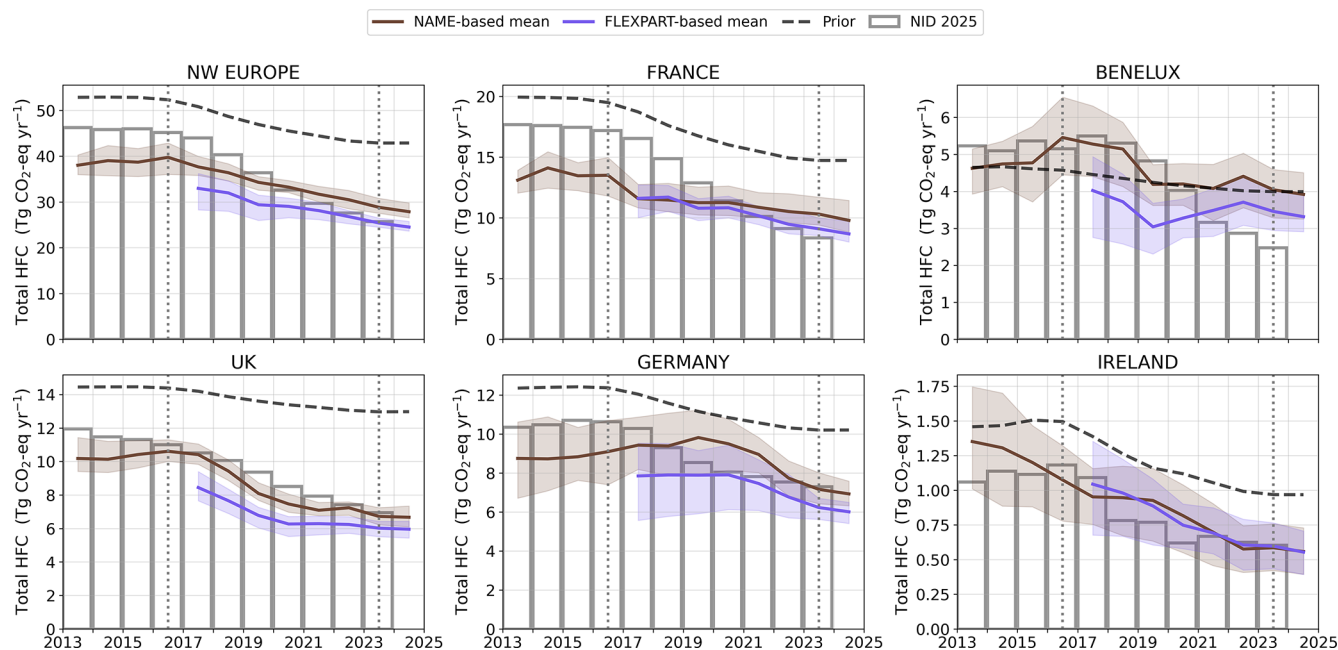 NAME-based mean FLEXPART-based mean Prior NID 2025
NW EUROPE
Total HFC (Tg CO₂-eq yr⁻¹)
50
40
30
20
10
0
FRANCE
Total HFC (Tg CO₂-eq yr⁻¹)
20
15
10
5
0
BENELUX
Total HFC (Tg CO₂-eq yr⁻¹)
6
5
4
3
2
1
0
UK
Total HFC (Tg CO₂-eq yr⁻¹)
14
12
10
8
6
4
2
0
2013 2015 2017 2019 2021 2023 2025
GERMANY
Total HFC (Tg CO₂-eq yr⁻¹)
12
10
8
6
4
2
0
2013 2015 2017 2019 2021 2023 2025
IRELAND
Total HFC (Tg CO₂-eq yr⁻¹)
1.75
1.50
1.25
1.00
0.75
0.50
0.25
0.00
2013 2015 2017 2019 2021 2023 2025